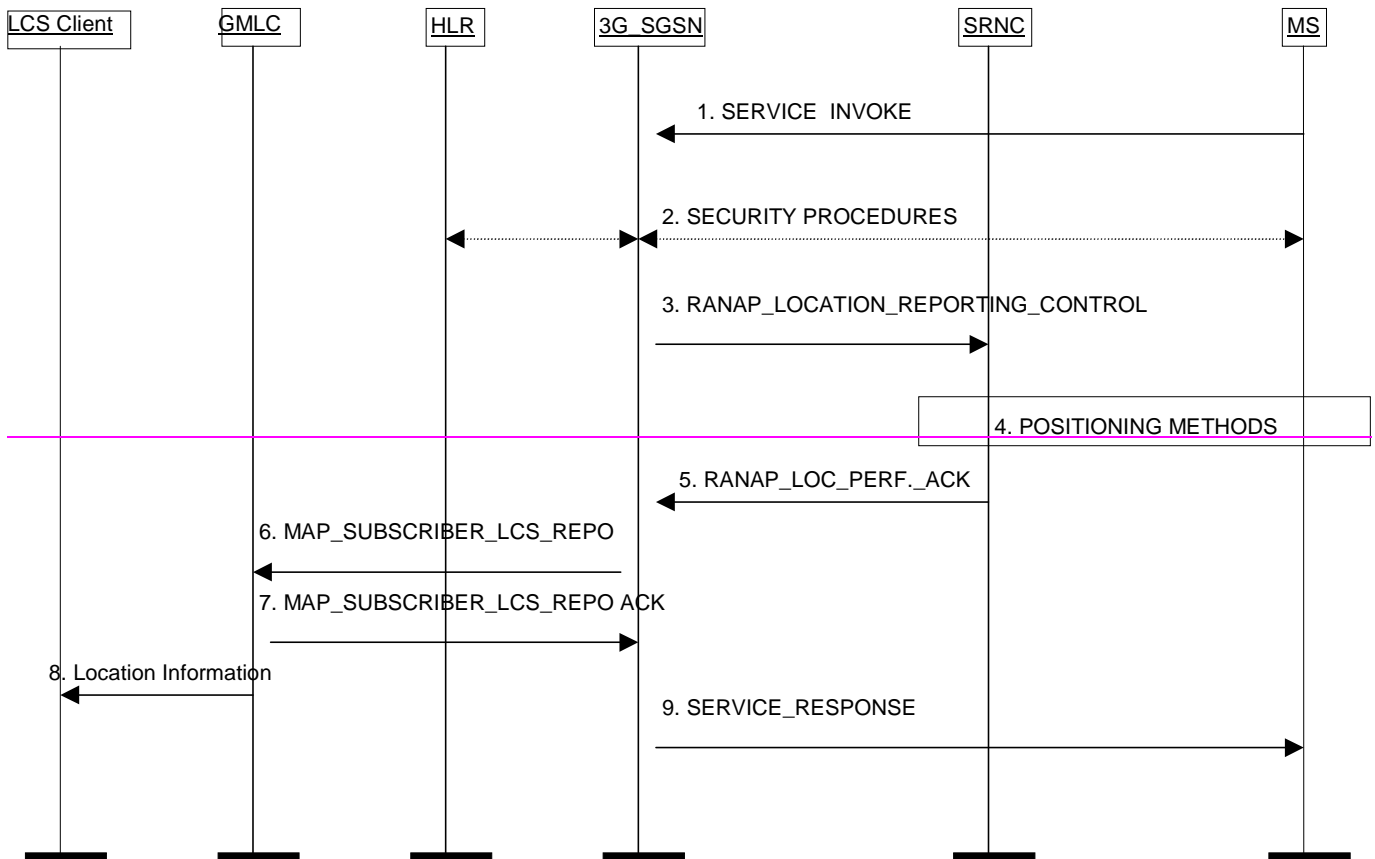 LCS Client GMLC HLR 3G_SGSN SRNC MS
1. SERVICE INVOKE
2. SECURITY PROCEDURES
3. RANAP_LOCATION_REPORTING_CONTROL
4. POSITIONING METHODS
5. RANAP_LOC_PERF._ACK
6. MAP_SUBSCRIBER_LCS_REPO
7. MAP_SUBSCRIBER_LCS_REPO ACK
8. Location Information
9. SERVICE_RESPONSE